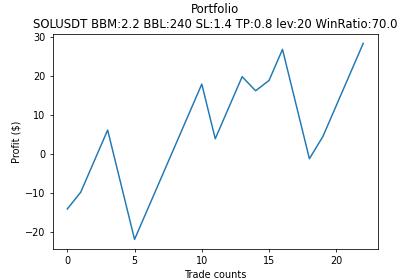 Portfolio
SOLUSDT BBM:2.2 BBL:240 SL:1.4 TP:0.8 lev:20 WinRatio:70.0
30
20
10
0
−10
−20
Profit ($)
0
5
10
15
20
Trade counts